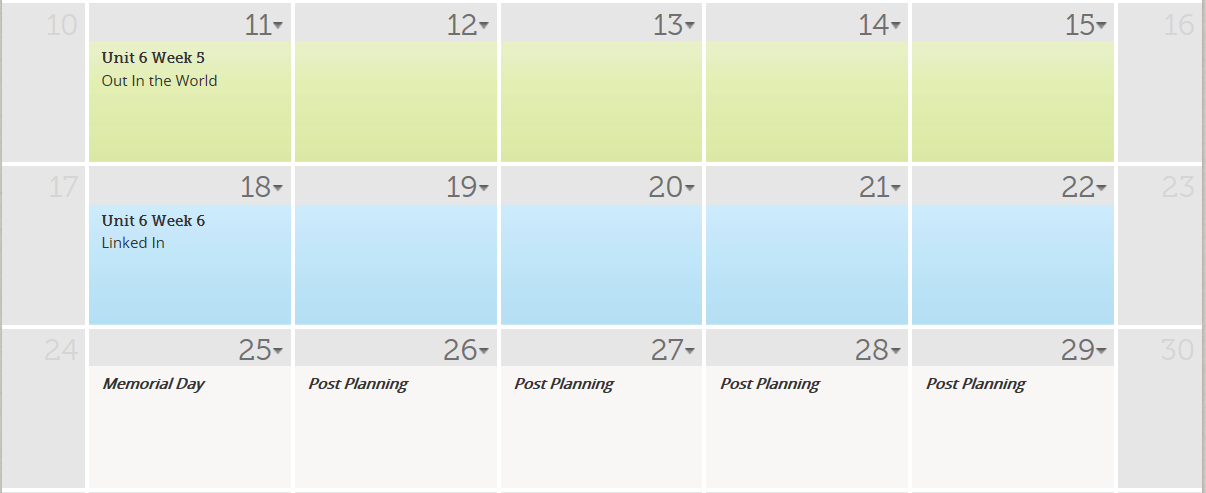 10 11 12 13 14 15 16
Unit 6 Week 5
Out In the World
17 18 19 20 21 22 23
Unit 6 Week 6
Linked In
24 25 26 27 28 29 30
Memorial Day Post Planning Post Planning Post Planning Post Planning